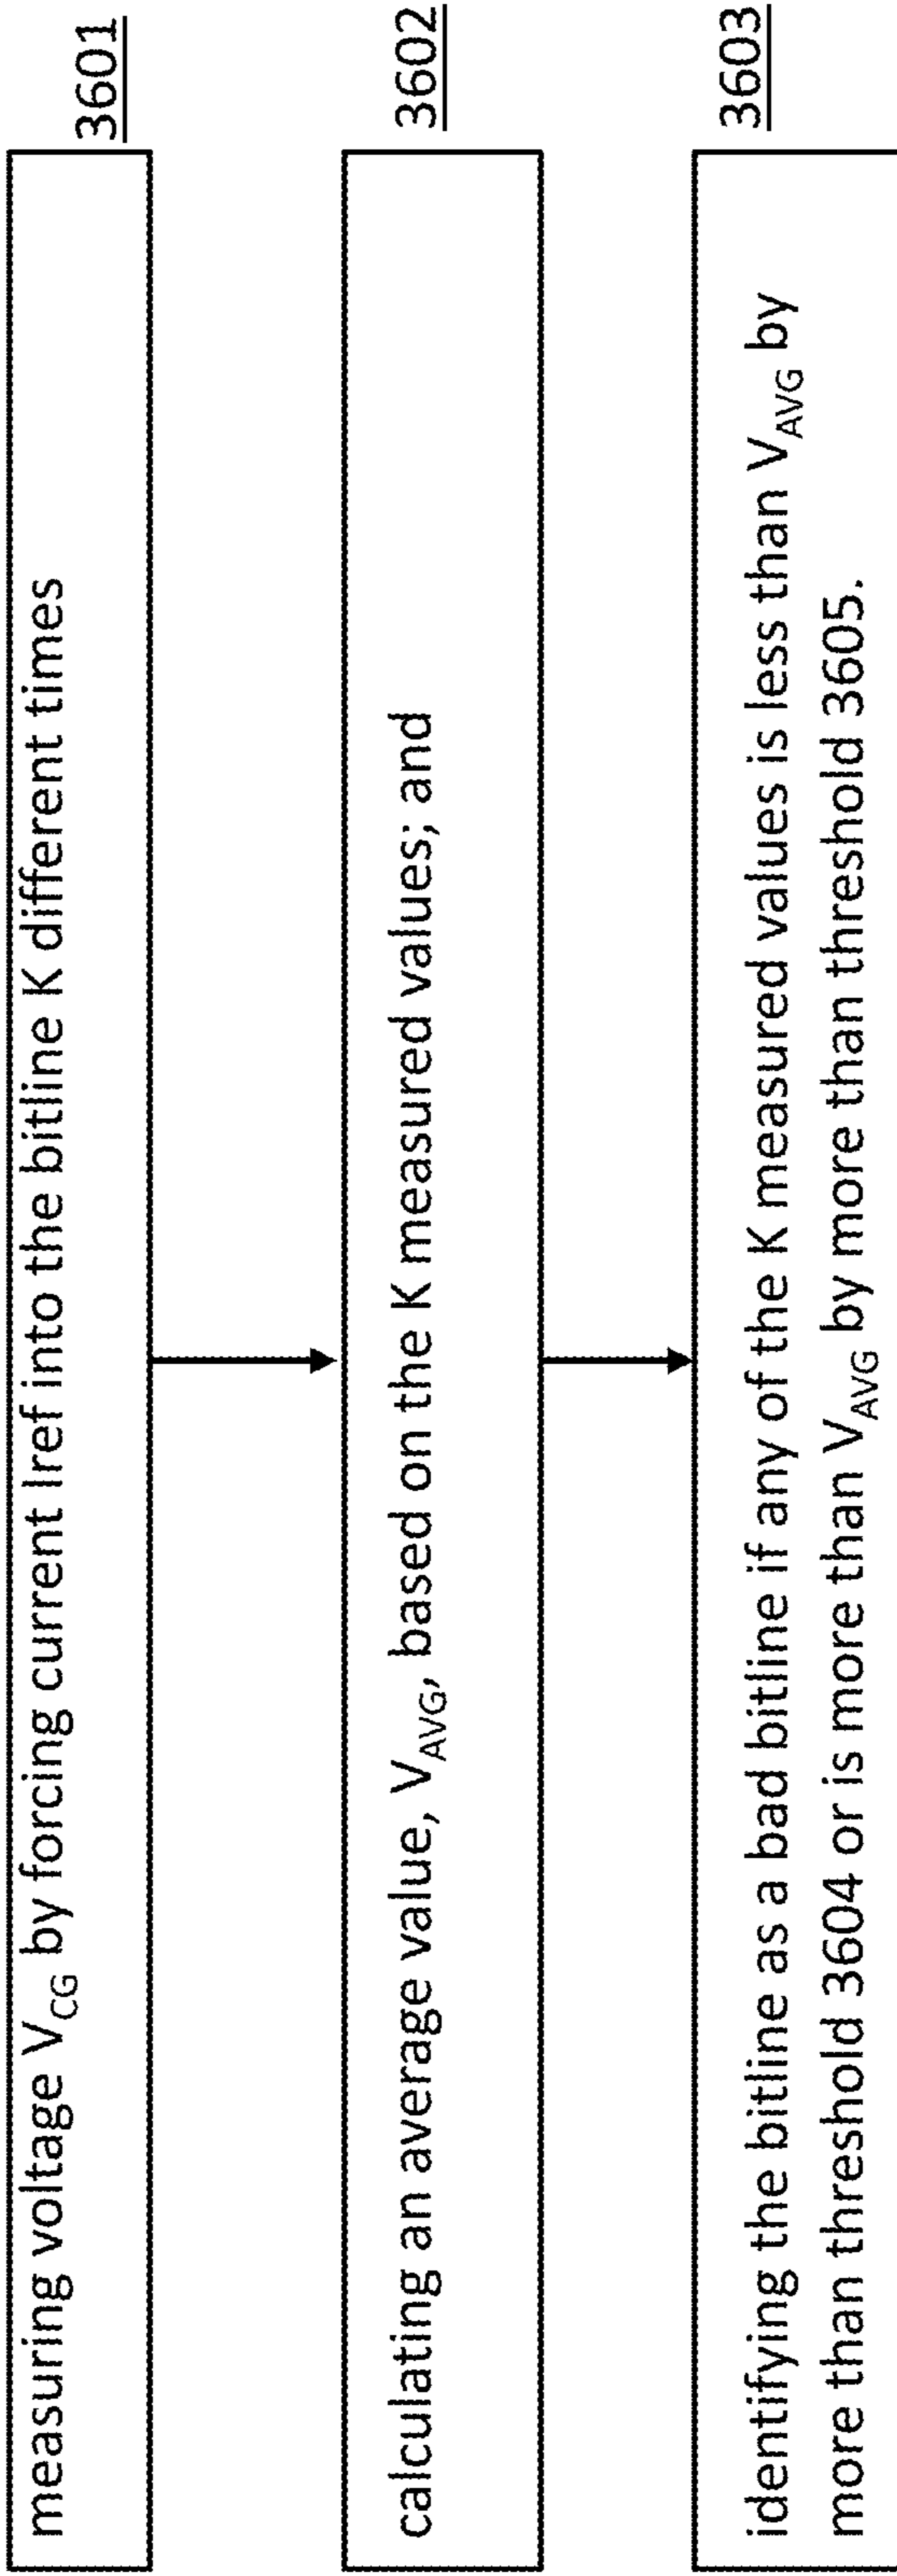 measuring voltage V_CG by forcing current Iref into the bitline K different times
3601
calculating an average value, V_AVG, based on the K measured values; and
3602
identifying the bitline as a bad bitline if any of the K measured values is less than V_AVG by
more than threshold 3604 or is more than V_AVG by more than threshold 3605.
3603